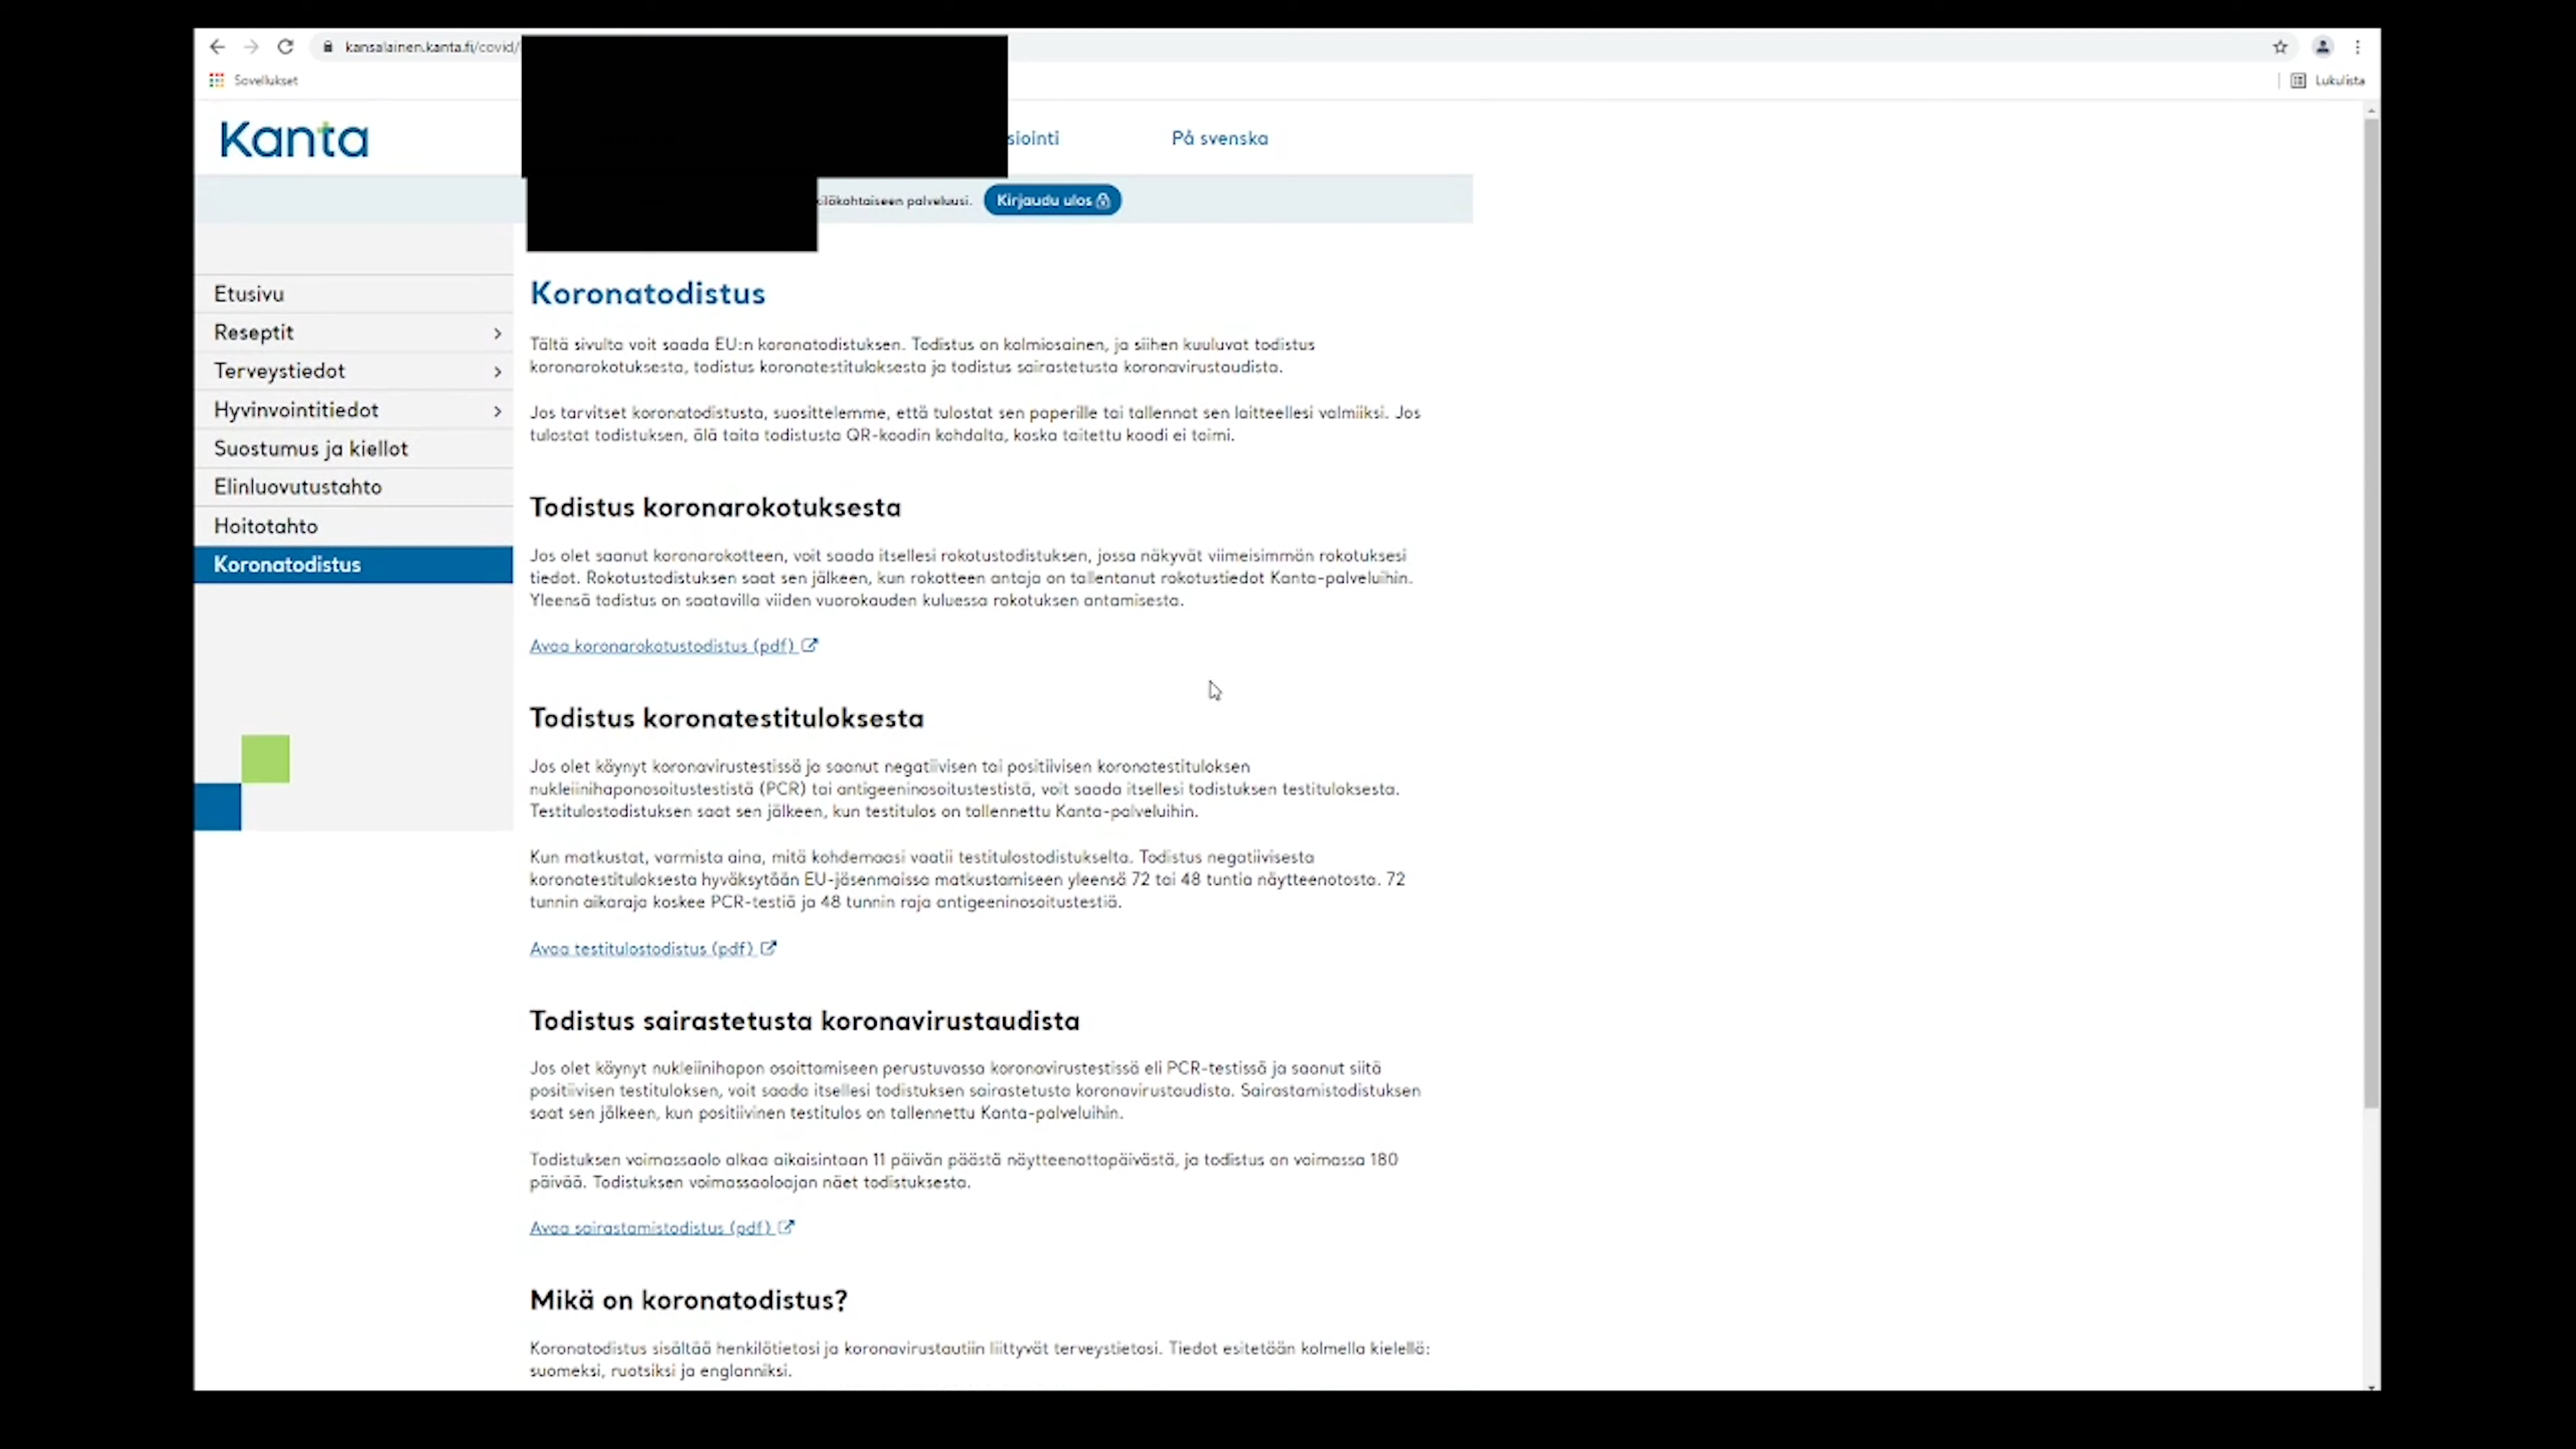 kansalainen.kanta.fi/covid/
Sovellukset
Lukulista
Kanta
siointi
På svenska
palveluusi.
Kirjaudu ulos
Etusivu
Reseptit
Terveystiedot
Hyvinvointitiedot
Suostumus ja kiellot
Elinluovutustahto
Hoitotahto
Koronatodistus
Koronatodistus
Tältä sivulta voit saada EU:n koronatodistuksen. Todistus on kolmiosainen, ja siihen kuuluvat todistus
koronarokotuksesta, todistus koronatestituloksesta ja todistus sairastetusta koronavirustaudista.
Jos tarvitset koronatodistusta, suosittelemme, että tulostat sen paperille tai tallennat sen laitteellesi valmiiksi. Jos
tulostat todistuksen, älä taita todistusta QR-koodin kohdalta, koska taitettu koodi ei toimi.
Todistus koronarokotuksesta
Jos olet saanut koronarokotteen, voit saada itsellesi rokotustodistuksen, jossa näkyvät viimeisimmän rokotuksesi
tiedot. Rokotustodistuksen saat sen jälkeen, kun rokotteen antaja on tallentanut rokotustiedot Kanta-palveluihin.
Yleensä todistus on saatavilla viiden vuorokauden kuluessa rokotuksen antamisesta.
Avaa koronarokotustodistus (pdf)
Todistus koronatestituloksesta
Jos olet käynyt koronavirustestissä ja saanut negatiivisen tai positiivisen koronatestituloksen
nukleiinihaponosoitustestistä (PCR) tai antigeeninosoitustestistä, voit saada itsellesi todistuksen testituloksesta.
Testitulostodistuksen saat sen jälkeen, kun testitulos on tallennettu Kanta-palveluihin.
Kun matkustat, varmista aina, mitä kohdemaasi vaatii testitulostodistukselta. Todistus negatiivisesta
koronatestituloksesta hyväksytään EU-jäsenmaissa matkustamiseen yleensä 72 tai 48 tuntia näytteenotosta. 72
tunnin aikaraja koskee PCR-testiä ja 48 tunnin raja antigeeninosoitustestiä.
Avaa testitulostodistus (pdf)
Todistus sairastetusta koronavirustaudista
Jos olet käynyt nukleiinihapon osoittamiseen perustuvassa koronavirustestissä eli PCR-testissä ja saanut siitä
positiivisen testituloksen, voit saada itsellesi todistuksen sairastetusta koronavirustaudista. Sairastamistodistuksen
saat sen jälkeen, kun positiivinen testitulos on tallennettu Kanta-palveluihin.
Todistuksen voimassaolo alkaa aikaisintaan 11 päivän päästä näytteenottopäivästä, ja todistus on voimassa 180
päivää. Todistuksen voimassaoloajan näet todistuksesta.
Avaa sairastamistodistus (pdf)
Mikä on koronatodistus?
Koronatodistus sisältää henkilötietosi ja koronavirustautiin liittyvät terveystietosi. Tiedot esitetään kolmella kielellä:
suomeksi, ruotsiksi ja englanniksi.